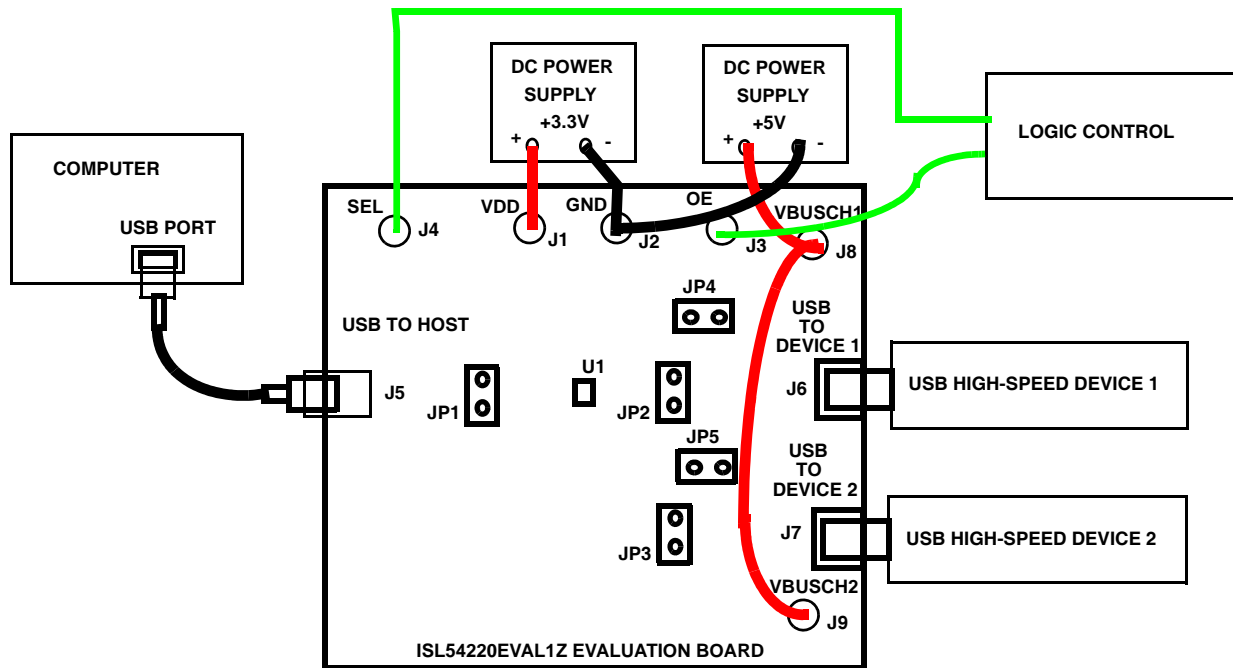 DC POWER
SUPPLY
+3.3V
+ -
DC POWER
SUPPLY
+5V
+ -
LOGIC CONTROL
COMPUTER
USB PORT
SEL
J4
VDD
J1
GND
J2
OE
J3
VBUSCH1
J8
JP4
USB TO HOST
USB
TO
DEVICE 1
J5
JP1
U1
JP2
J6
USB HIGH-SPEED DEVICE 1
JP5
USB
TO
DEVICE 2
JP3
J7
USB HIGH-SPEED DEVICE 2
VBUSCH2
J9
ISL54220EVAL1Z EVALUATION BOARD